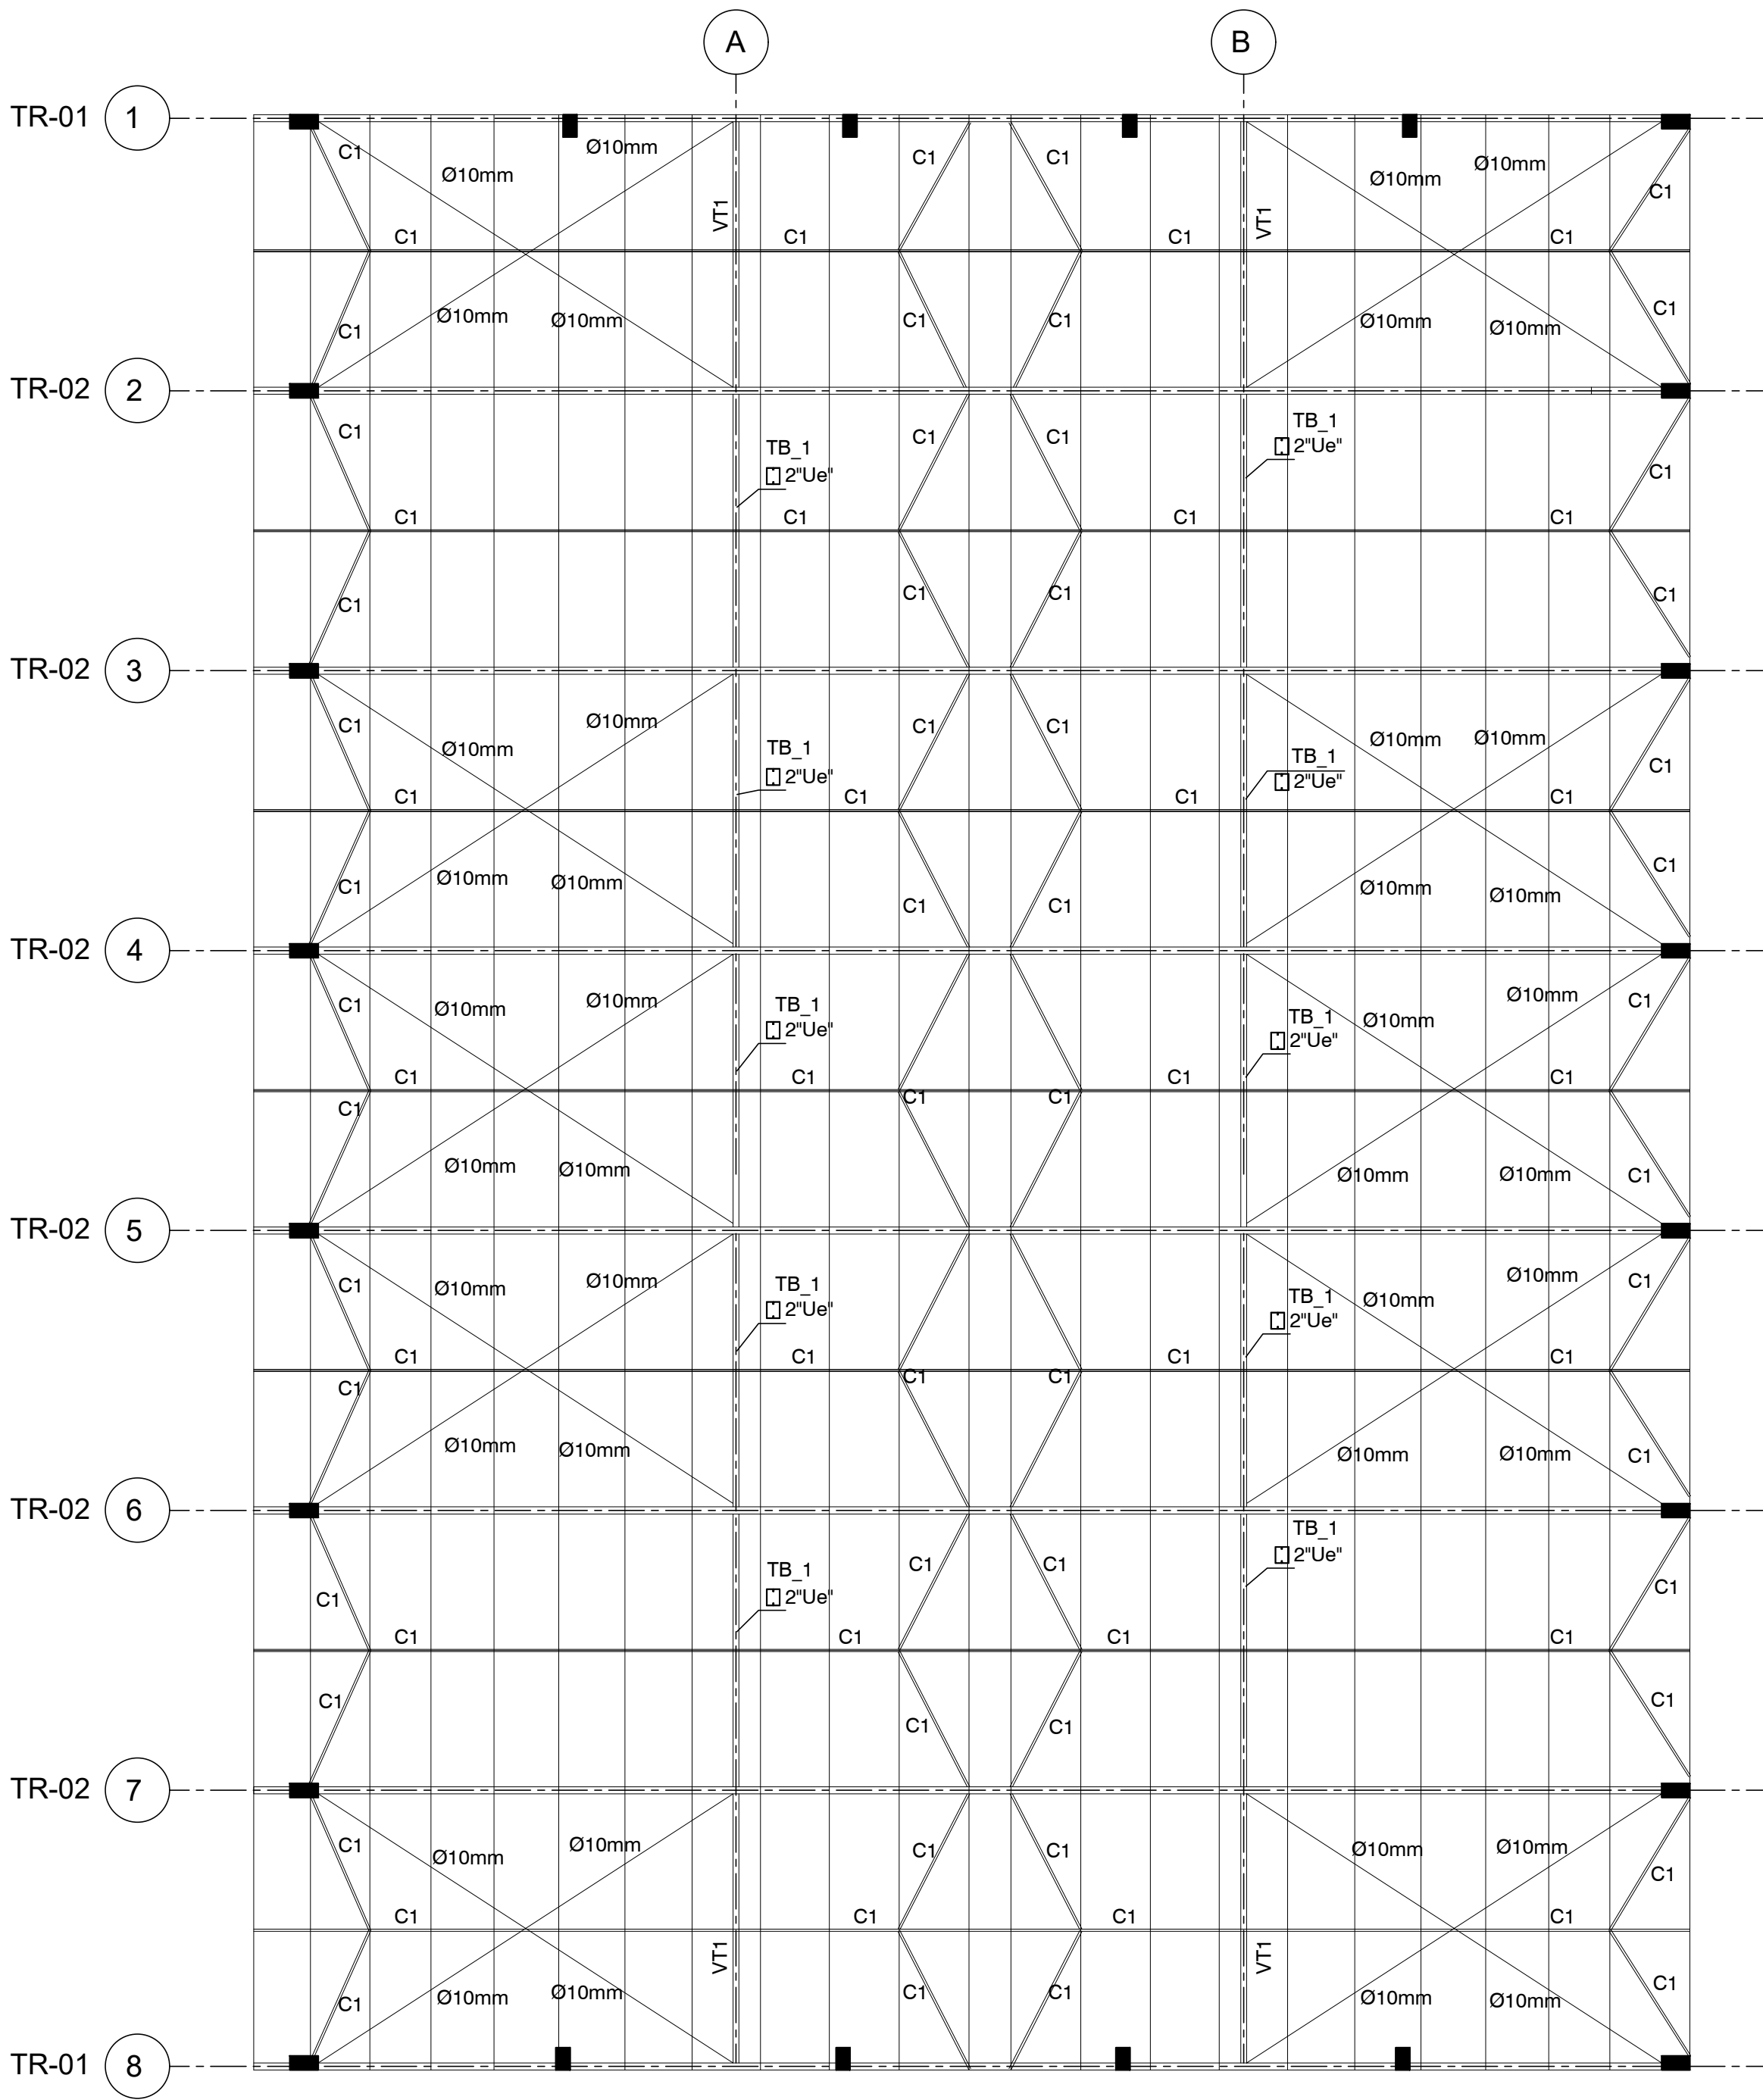 A B
TR-01 1
C1 Ø10mm C1 C1 Ø10mm
Ø10mm Ø10mm C1
VT1 VT1
C1 C1 C1 C1
Ø10mm Ø10mm C1 C1 Ø10mm Ø10mm C1
C1
TR-02 2
C1 C1 C1
TB_1 TB_1
2"Ue" 2"Ue"
C1
C1 C1 C1 C1
C1 C1 C1 C1
TR-02 3
C1 Ø10mm C1 C1
Ø10mm TB_1 TB_1 Ø10mm Ø10mm
2"Ue" 2"Ue" C1
C1 C1 C1 C1
C1 Ø10mm Ø10mm Ø10mm Ø10mm C1
C1 C1
TR-02 4
C1 Ø10mm Ø10mm TB_1 Ø10mm C1
2"Ue" TB_1 Ø10mm
2"Ue"
C1 C1 C1 C1
C1 C1 C1
Ø10mm Ø10mm Ø10mm Ø10mm C1
TR-02 5
C1 Ø10mm Ø10mm TB_1 Ø10mm C1
2"Ue" TB_1 Ø10mm
2"Ue"
C1 C1 C1 C1
C1 C1 C1
Ø10mm Ø10mm Ø10mm Ø10mm C1
TR-02 6
TB_1
2"Ue"
TB_1 C1 C1
2"Ue"
C1 C1
C1 C1 C1 C1
C1 C1 C1 C1
TR-02 7
C1 Ø10mm Ø10mm C1 C1 Ø10mm Ø10mm
C1
C1 C1 C1 C1
VT1 VT1
C1 Ø10mm Ø10mm C1 C1 Ø10mm Ø10mm C1
TR-01 8